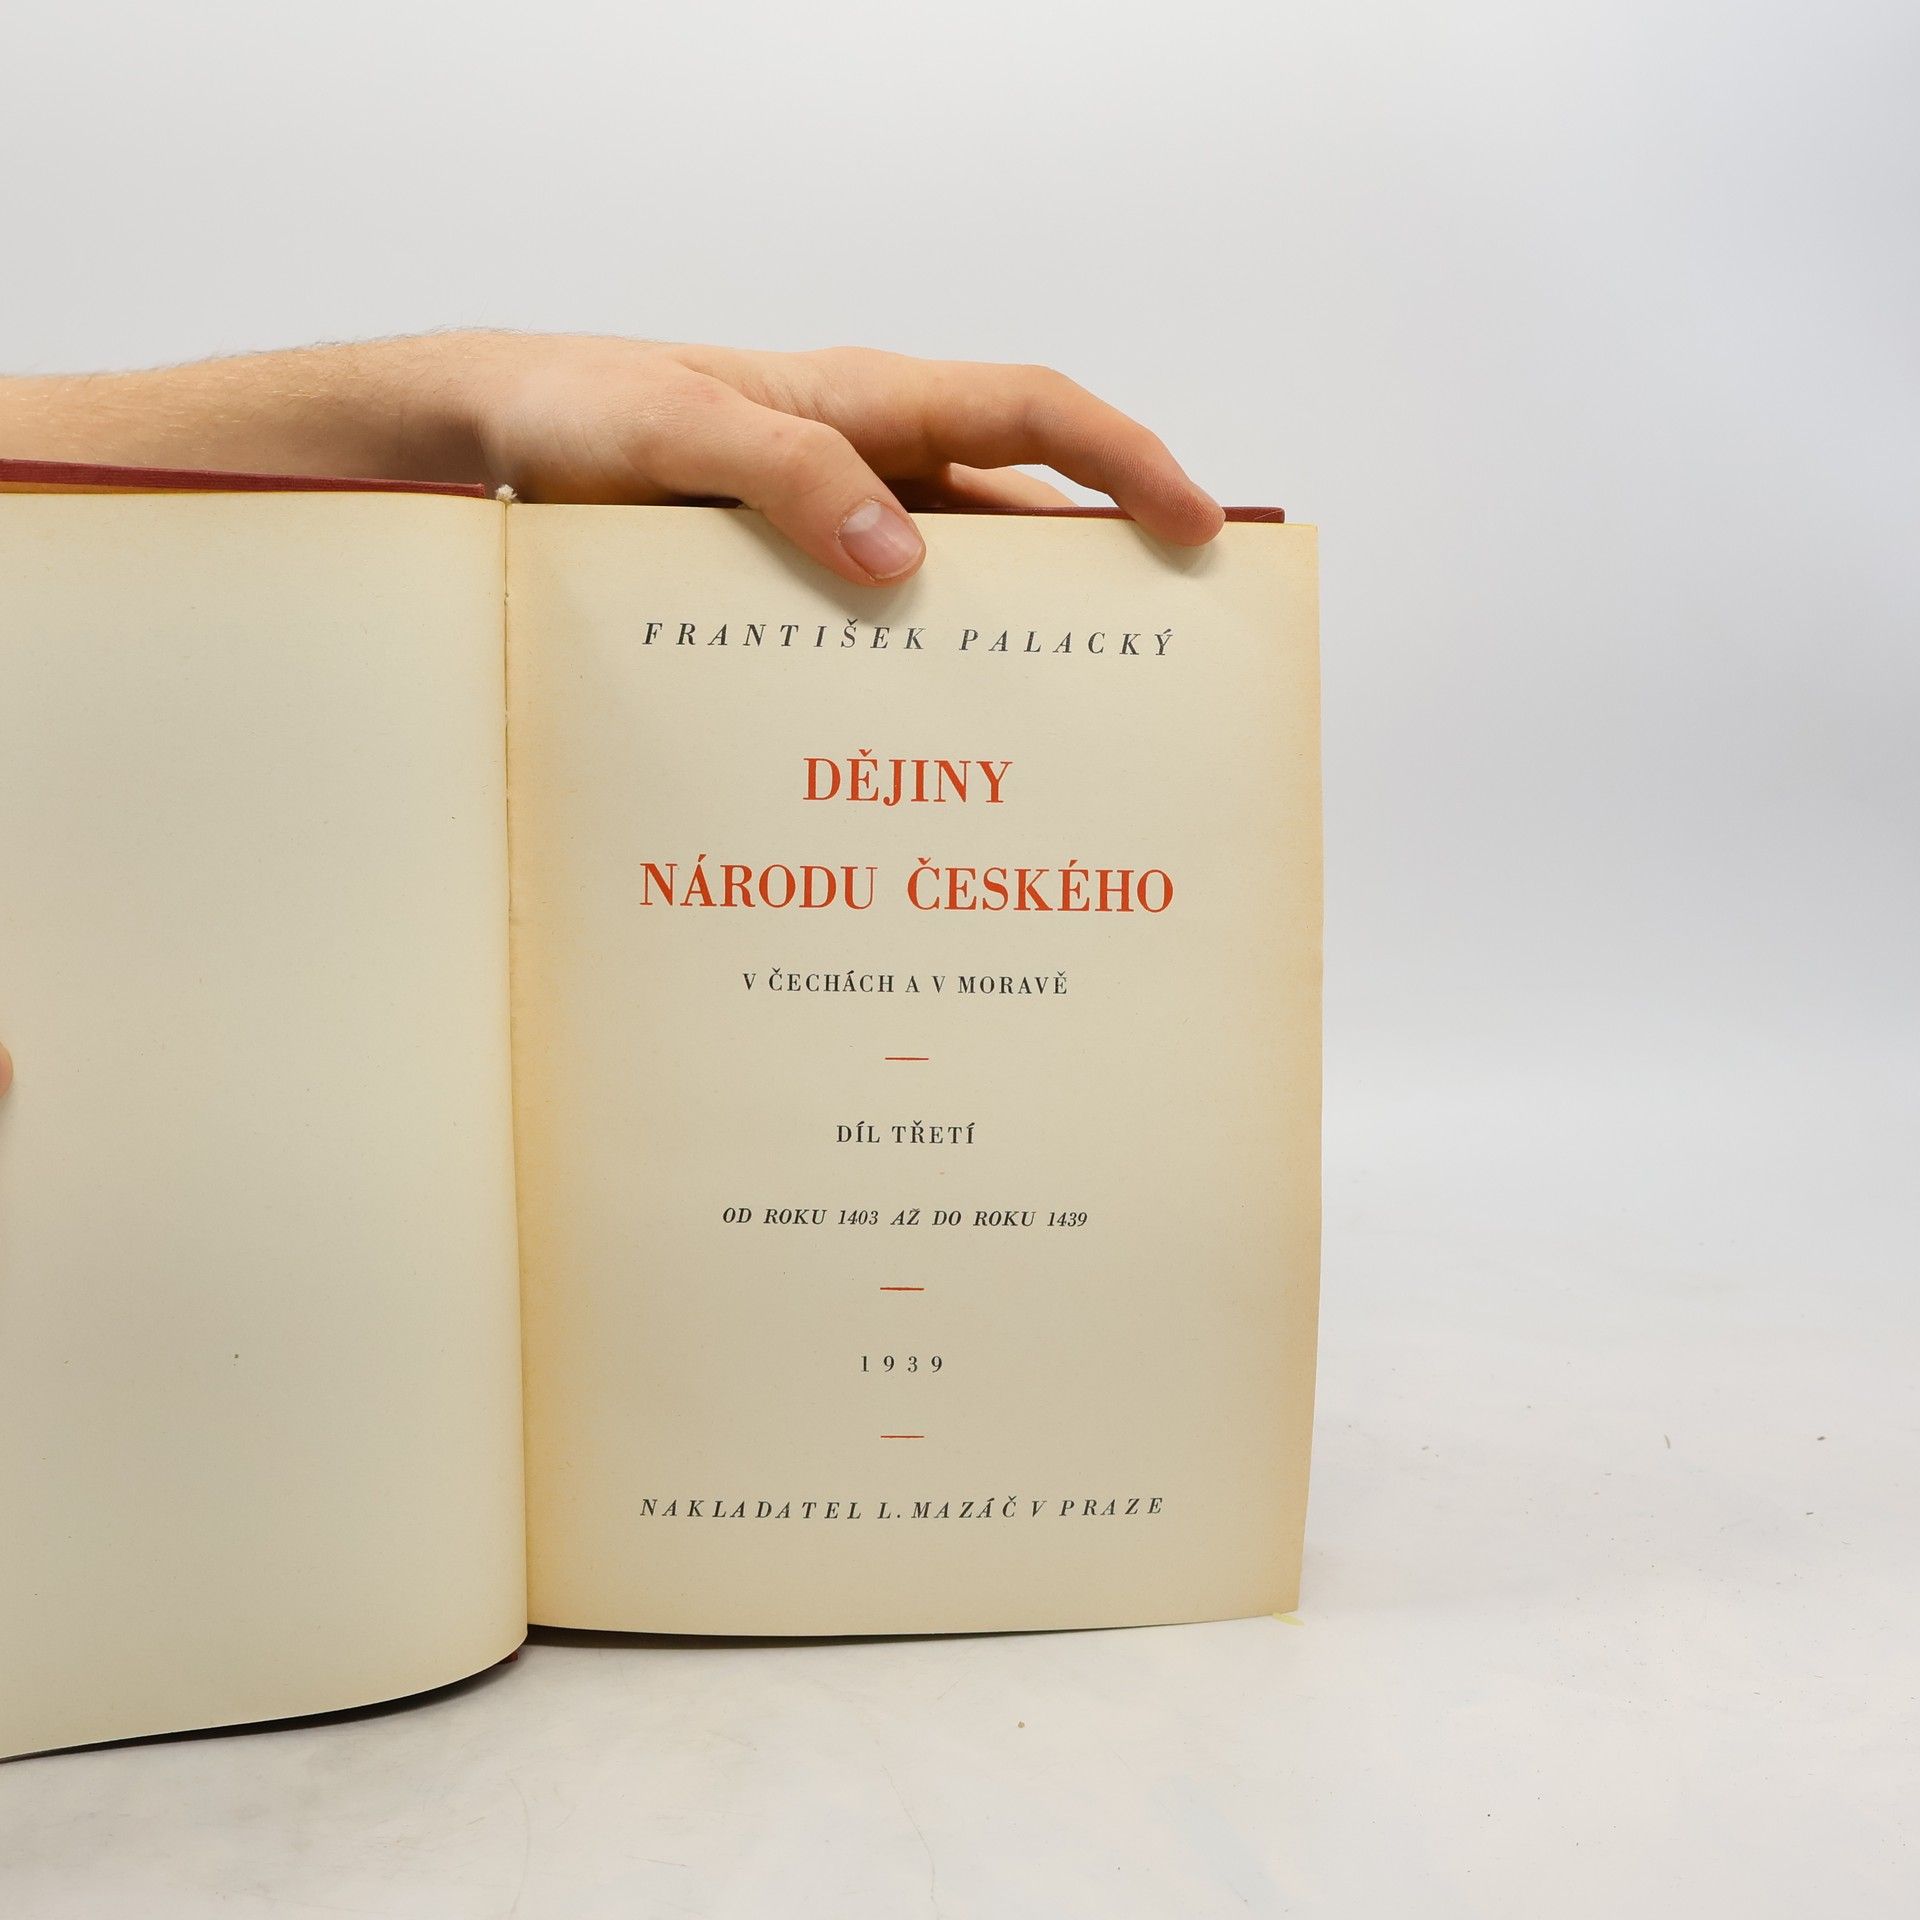 FRANTIŠEK PALACKÝ
DĚJINY
NÁRODU ČESKÉHO
V ČECHÁCH A V MORAVĚ
DÍL TŘETÍ
OD ROKU 1403 AŽ DO ROKU 1439
1939
NAKLADATEL L. MAZÁČ V PRAZE